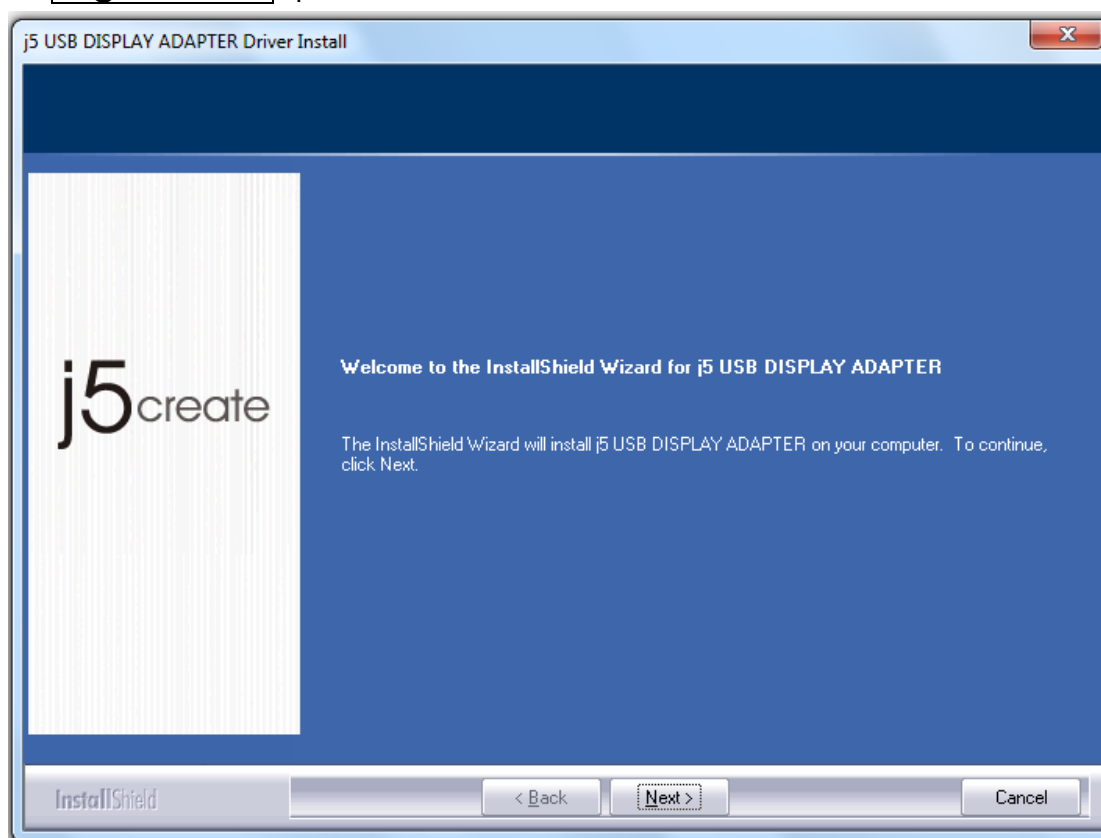 j5 USB DISPLAY ADAPTER Driver Install
j5create
Welcome to the InstallShield Wizard for j5 USB DISPLAY ADAPTER
The InstallShield Wizard will install j5 USB DISPLAY ADAPTER on your computer. To continue,
click Next.
InstallShield
< Back
Next >
Cancel